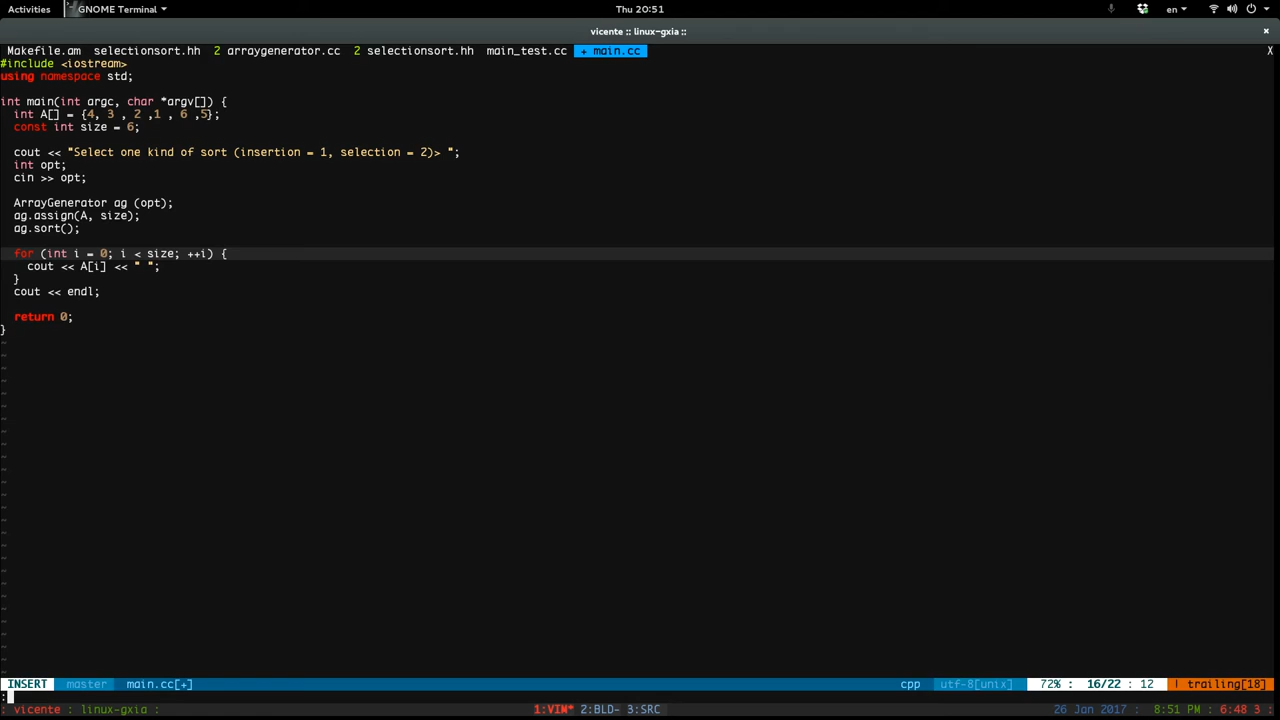 Activities GNOME Terminal Thu 20:51 en
vicente :: linux-gxia ::
Makefile.am selectionsort.hh 2 arraygenerator.cc 2 selectionsort.hh main_test.cc + main.cc X
#include <iostream>
using namespace std;
int main(int argc, char *argv[]) {
int A[] = {4, 3 , 2 ,1 , 6 ,5};
const int size = 6;
cout << "Select one kind of sort (insertion = 1, selection = 2)> ";
int opt;
cin >> opt;
ArrayGenerator ag (opt);
ag.assign(A, size);
ag.sort();
for (int i = 0; i < size; ++i) {
cout << A[i] << " ";
}
cout << endl;
return 0;
}
INSERT master main.cc[+] cpp utf-8[unix] 72% : 16/22 : 12 ! trailing[18]
:
: vicente : linux-gxia : 1:VIM* 2:BLD- 3:SRC 26 Jan 2017 : 8:51 PM : 6:48 3 :